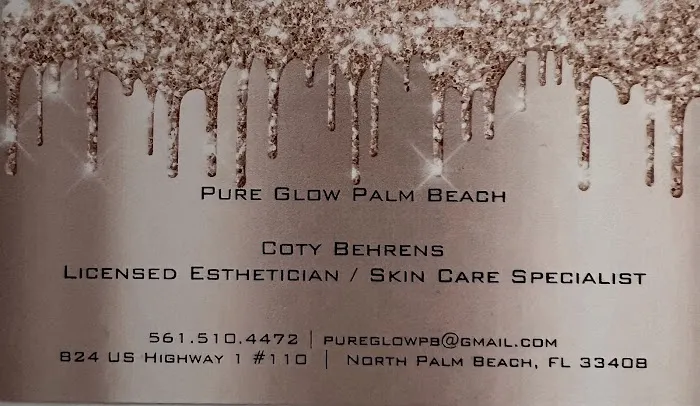 Pure Glow Palm Beach
Coty Behrens
Licensed Esthetician / Skin Care Specialist
561.510.4472 | pureglowpb@gmail.com
824 US Highway 1 #110 | North Palm Beach, FL 33408